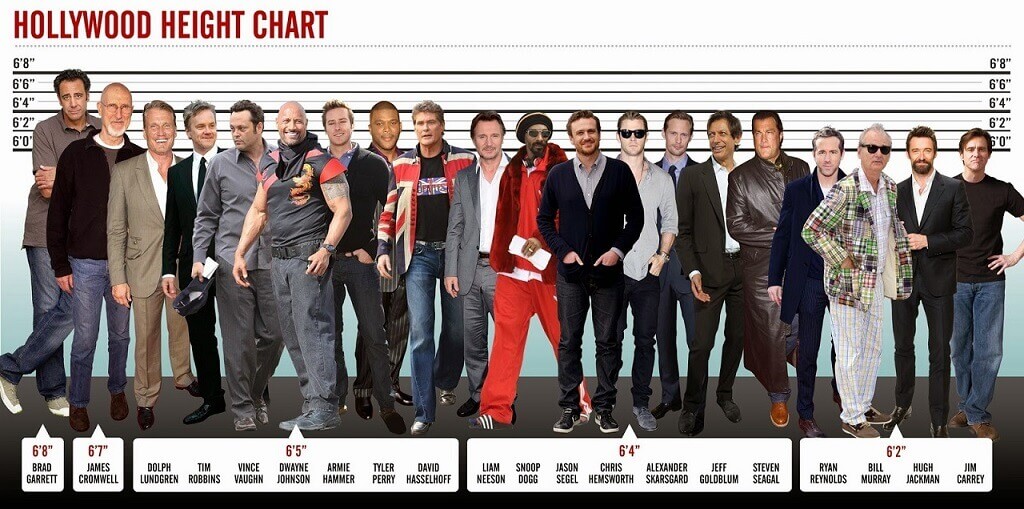 HOLLYWOOD HEIGHT CHART
6'8" 6'8"
6'6" 6'6"
6'4" 6'4"
6'2" 6'2"
6'0" 6'0"
6'8"
BRAD
GARRETT
6'7"
JAMES
CROMWELL
6'5"
DOLPH LUNDGREN
TIM ROBBINS
VINCE VAUGHN
DWAYNE JOHNSON
ARMIE HAMMER
TYLER PERRY
DAVID HASSELHOFF
6'4"
LIAM NEESON
SNOOP DOGG
JASON SEGEL
CHRIS HEMSWORTH
ALEXANDER SKARSGARD
JEFF GOLDBLUM
STEVEN SEAGAL
6'2"
RYAN REYNOLDS
BILL MURRAY
HUGH JACKMAN
JIM CARREY